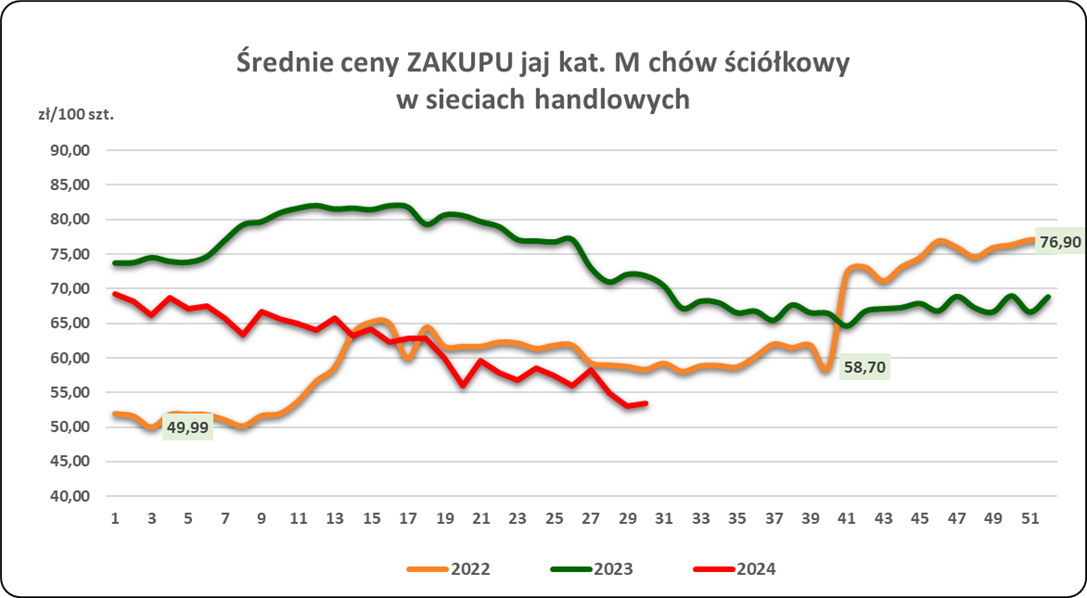 Średnie ceny ZAKUPU jaj kat. M chów ściółkowy
w sieciach handlowych
zł/100 szt.
90,00
85,00
80,00
75,00
70,00
65,00
60,00
55,00
50,00
45,00
40,00
76,90
58,70
49,99
1 3 5 7 9 11 13 15 17 19 21 23 25 27 29 31 33 35 37 39 41 43 45 47 49 51
2022 2023 2024